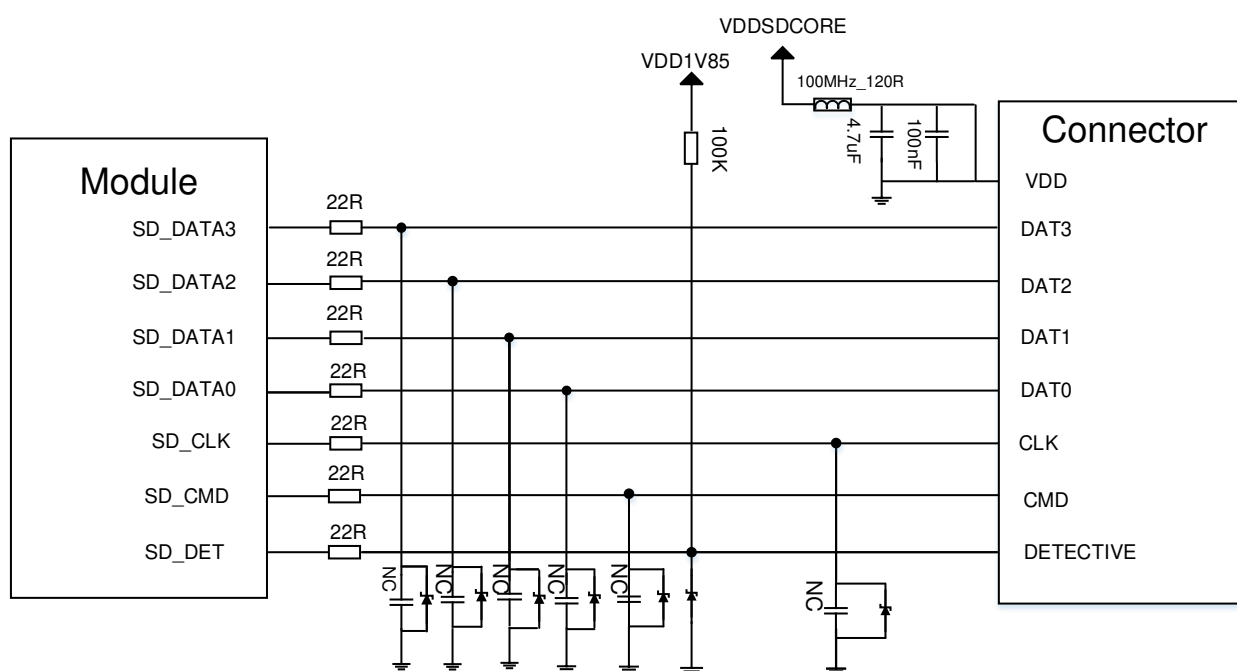 VDDSDCORE
VDD1V85
100MHz_120R
100K
4.7uF
100nF
Module
Connector
VDD
22R
SD_DATA3
DAT3
22R
SD_DATA2
DAT2
22R
SD_DATA1
DAT1
22R
SD_DATA0
DAT0
22R
SD_CLK
CLK
22R
SD_CMD
CMD
22R
SD_DET
DETECTIVE
NC
NC
NC
NC
NC
NC